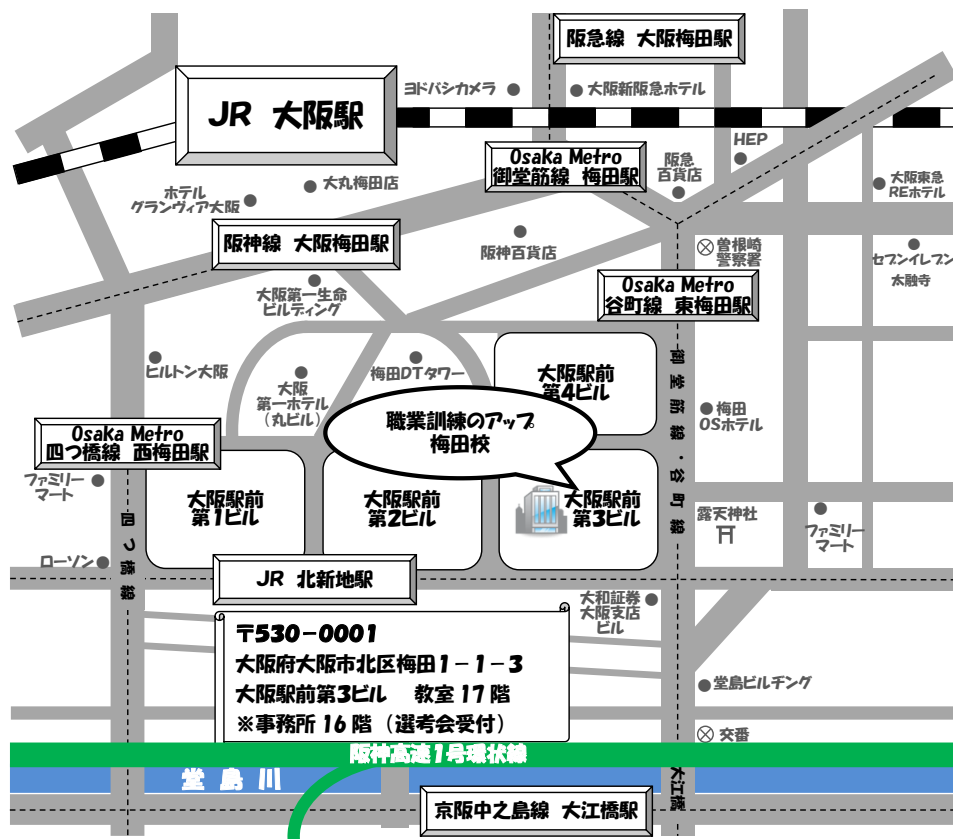 阪急線 大阪梅田駅
ヨドバシカメラ
大阪新阪急ホテル
JR 大阪駅
HEP
Osaka Metro
御堂筋線 梅田駅
阪急
百貨店
大阪東急
REホテル
大丸梅田店
ホテル
グランヴィア大阪
阪神線 大阪梅田駅
阪神百貨店
曽根崎
警察署
セブンイレブン
太融寺
大阪第一生命
ビルディング
Osaka Metro
谷町線 東梅田駅
ヒルトン大阪
大阪
第一ホテル
(丸ビル)
梅田DTタワー
大阪駅前
第4ビル
御堂筋線・谷町線
梅田
OSホテル
職業訓練のアップ
梅田校
Osaka Metro
四つ橋線 西梅田駅
ファミリー
マート
大阪駅前
第1ビル
大阪駅前
第2ビル
大阪駅前
第3ビル
露天神社
ファミリー
マート
四つ橋線
ローソン
JR 北新地駅
大和証券
大阪支店
ビル
〒530-0001
大阪府大阪市北区梅田1-1-3
大阪駅前第3ビル 教室17階
※事務所16階(選考会受付)
堂島ビルヂング
交番
阪神高速1号環状線
堂島川
大江橋
京阪中之島線 大江橋駅